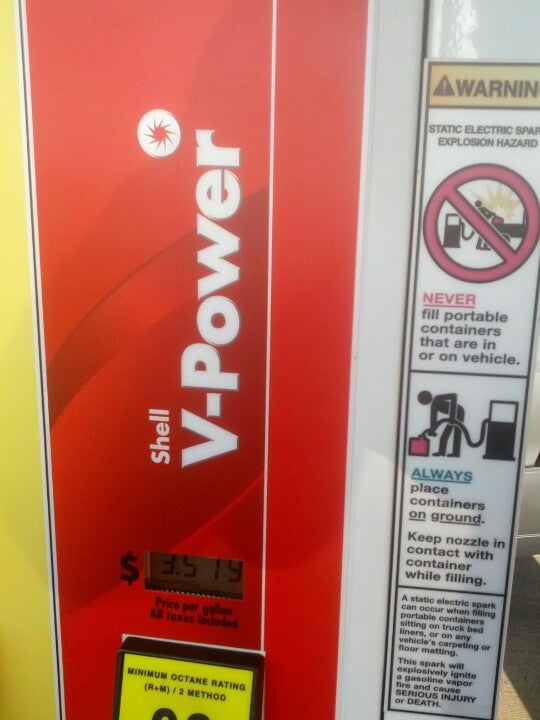 Shell
V-Power
$ 3.519
Price per gallon
All taxes included
MINIMUM OCTANE RATING
(R+M) / 2 METHOD
WARNIN
STATIC ELECTRIC SPAR
EXPLOSION HAZARD
NEVER
fill portable
containers
that are in
or on vehicle.
ALWAYS
place
containers
on ground.
Keep nozzle in
contact with
container
while filling.
A static electric spark
can occur when filling
portable containers
sitting on truck bed
liners, or on any
vehicle's carpeting or
floor matting.
This spark will
explosively ignite
a gasoline vapor
fire and cause
SERIOUS INJURY
or DEATH.